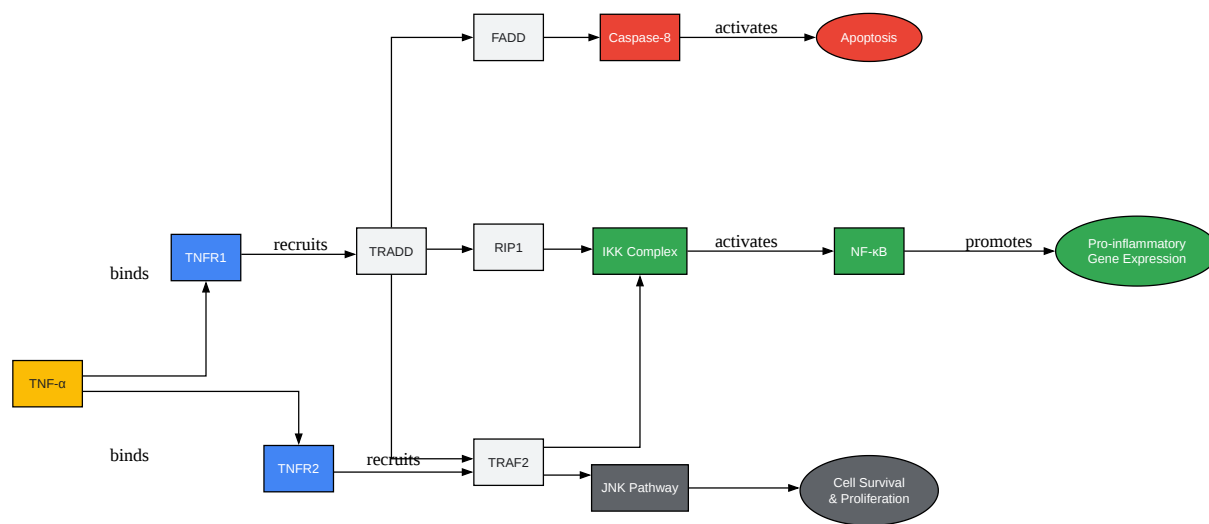 FADD
Caspase-8
activates
Apoptosis
binds
TNFR1
recruits
TRADD
RIP1
IKK Complex
activates
NF-κB
promotes
Pro-inflammatory
Gene Expression
TNF-α
binds
TNFR2
recruits
TRAF2
JNK Pathway
Cell Survival
& Proliferation